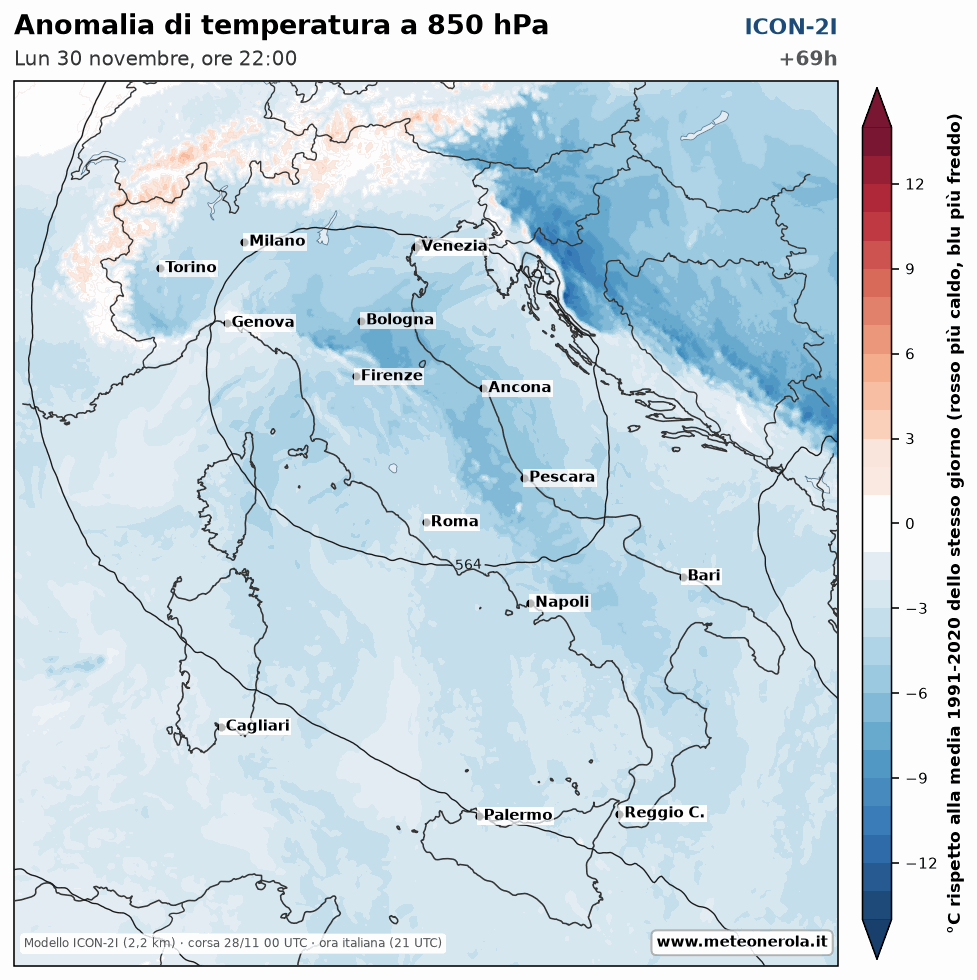 Anomalia di temperatura a 850 hPa
ICON-2I
Lun 30 novembre, ore 22:00
+69h
Milano
Venezia
Torino
Genova
Bologna
Firenze
Ancona
Pescara
Roma
564
Bari
Napoli
Cagliari
Palermo
Reggio C.
Modello ICON-2I (2,2 km) · corsa 28/11 00 UTC · ora italiana (21 UTC)
www.meteonerola.it
12
9
6
3
0
−3
−6
−9
−12
°C rispetto alla media 1991-2020 dello stesso giorno (rosso più caldo, blu più freddo)